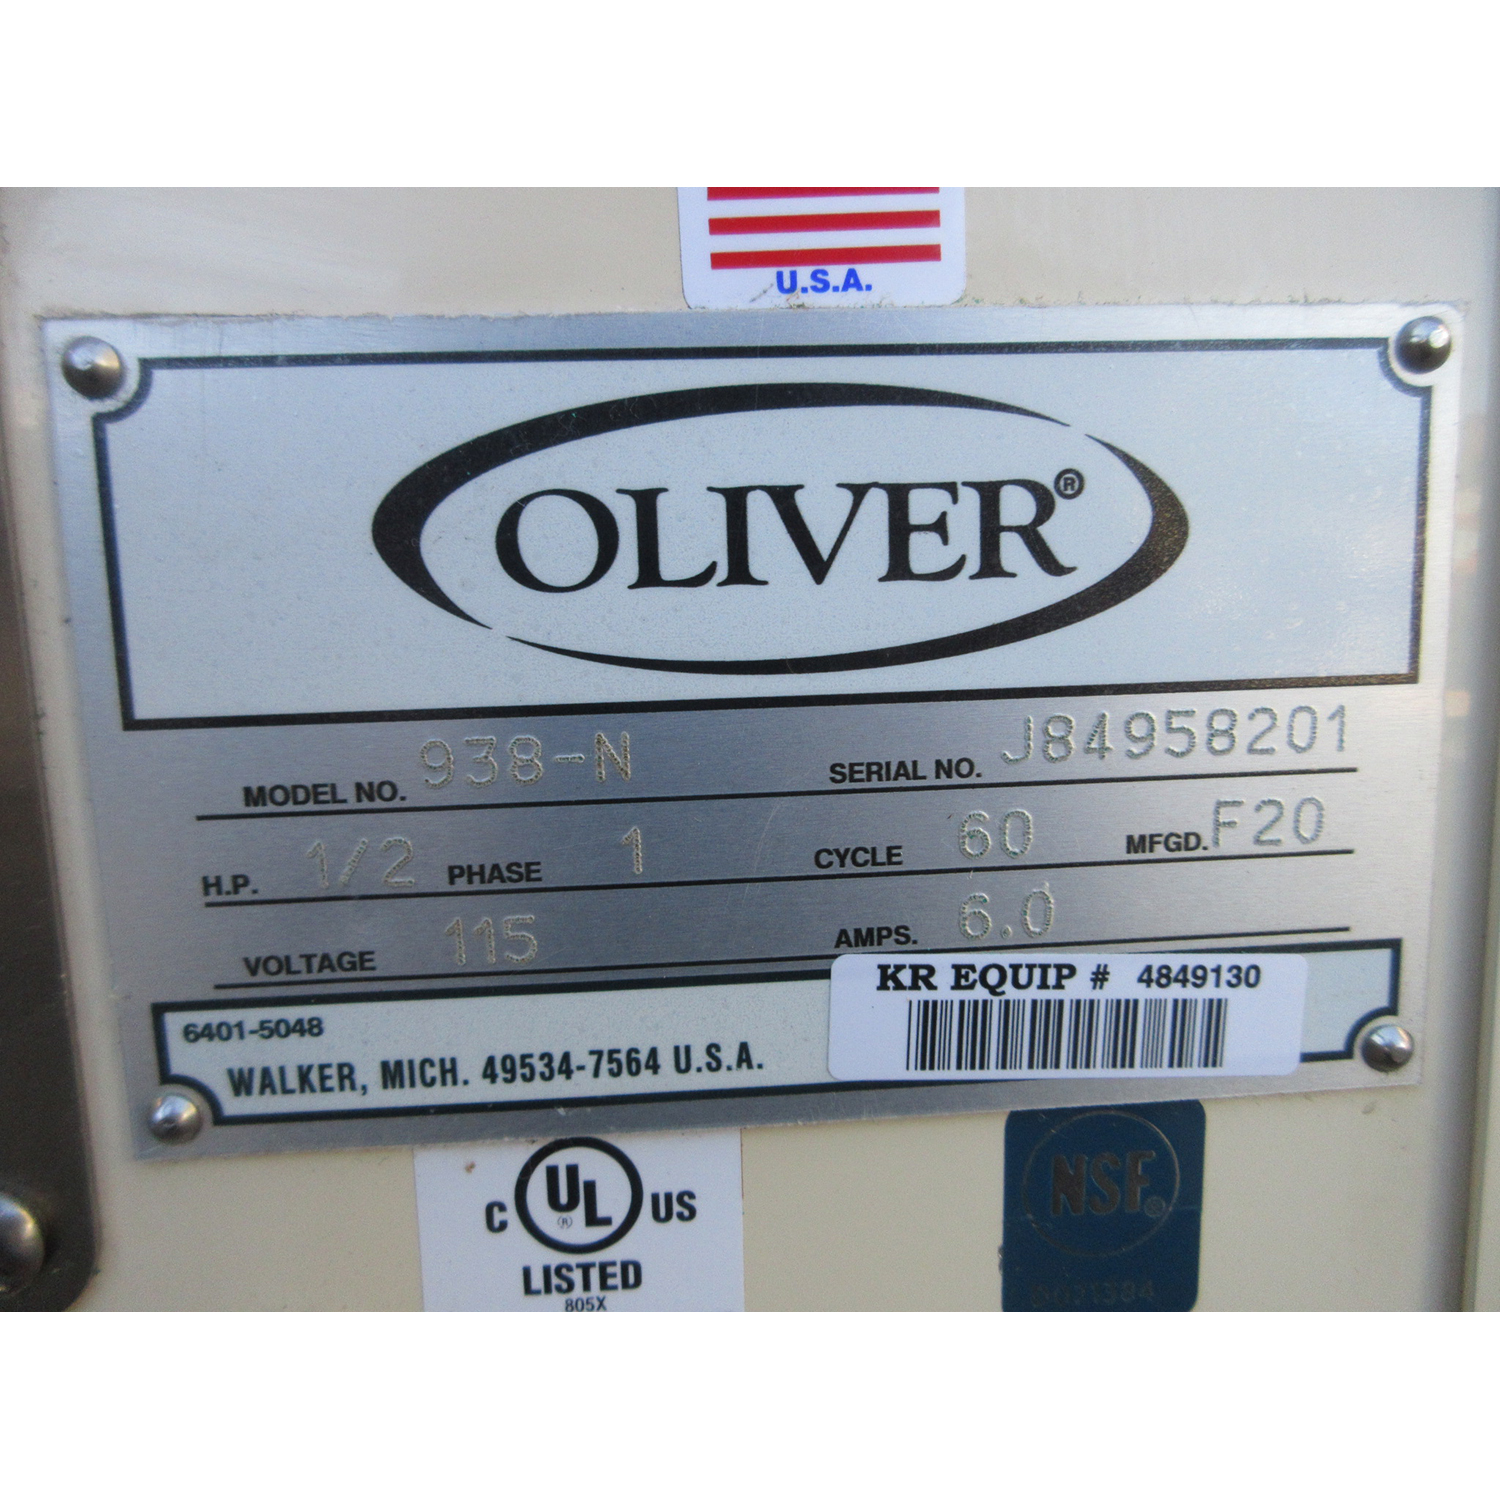 U.S.A.
OLIVER®
MODEL NO. 938-N SERIAL NO. J84958201
H.P. 1/2 PHASE 1 CYCLE 60 MFGD. F20
VOLTAGE 115 AMPS. 6.0
KR EQUIP # 4849130
6401-5048
WALKER, MICH. 49534-7564 U.S.A.
C UL® US
LISTED
805X
NSF®